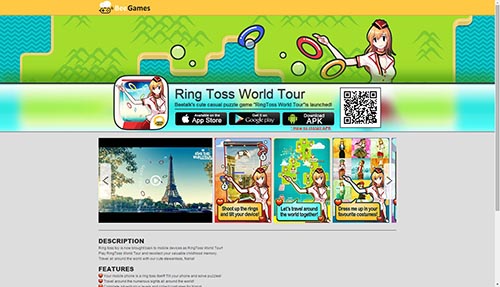 BeeGames
Ring Toss World Tour
Beetalk's cute casual puzzle game "RingToss World Tour"is launched!
Available on the
App Store
Get it on
Google play
Download
APK
How to install APK
Shoot up the rings
and tilt your device!
Let's travel around
the world together!
Dress me up in your
favourite costumes!
DESCRIPTION
Ring toss toy is now brought back to mobile devices as RingToss World Tour!
Play RingToss World Tour and recollect your valuable childhood memory.
Travel all around the world with our cute stewardess, Nana!
FEATURES
Your mobile phone is a ring toss itself! Tilt your phone and solve puzzles!
Travel around the numerous sights all around the world!